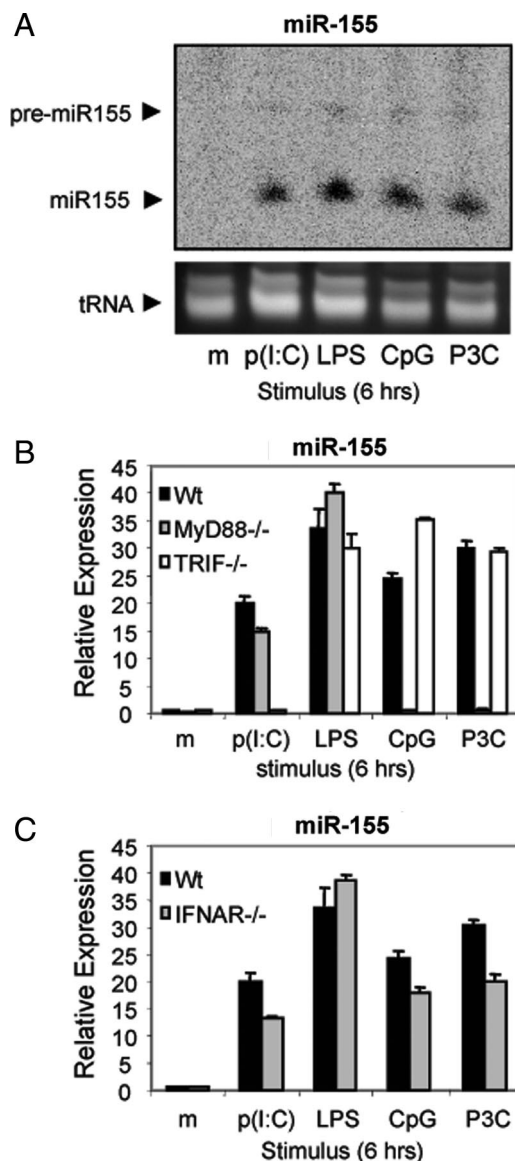 A
miR-155
pre-miR155
miR155
tRNA
m p(I:C) LPS CpG P3C
Stimulus (6 hrs)
B
miR-155
45
40
35
30
25
20
15
10
5
0
Relative Expression
Wt
MyD88-/-
TRIF-/-
m p(I:C) LPS CpG P3C
stimulus (6 hrs)
C
miR-155
45
40
35
30
25
20
15
10
5
0
Relative Expression
Wt
IFNAR-/-
m p(I:C) LPS CpG P3C
Stimulus (6 hrs)